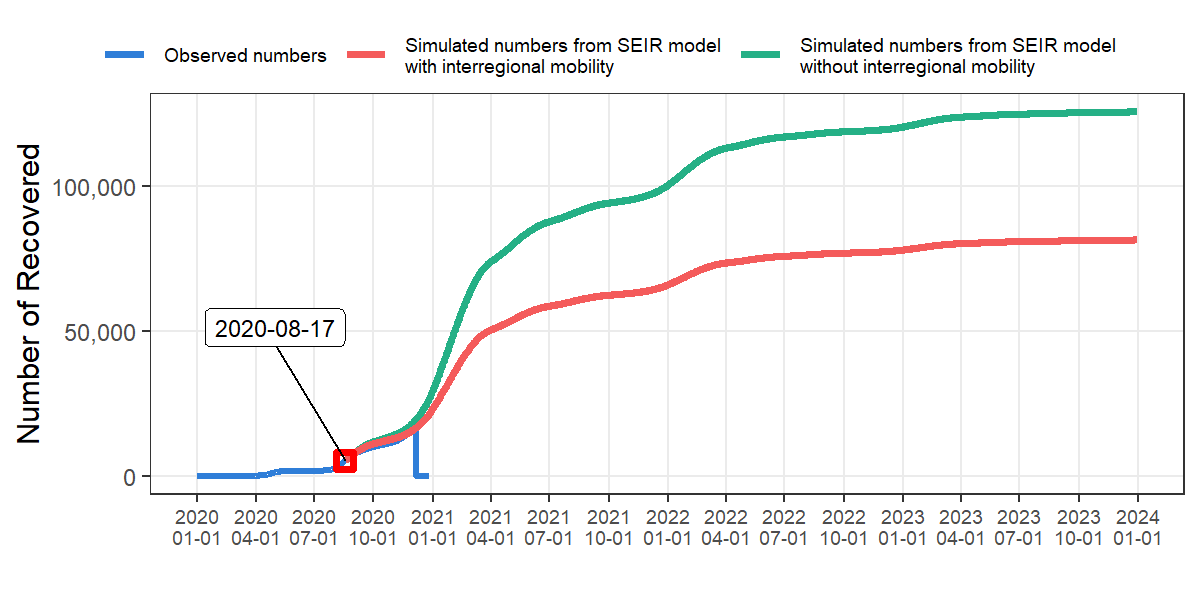 Observed numbers
Simulated numbers from SEIR model
with interregional mobility
Simulated numbers from SEIR model
without interregional mobility
Number of Recovered
100,000
50,000
0
2020-08-17
2020 2020 2020 2020 2021 2021 2021 2021 2022 2022 2022 2022 2023 2023 2023 2023 2024
01-01 04-01 07-01 10-01 01-01 04-01 07-01 10-01 01-01 04-01 07-01 10-01 01-01 04-01 07-01 10-01 01-01